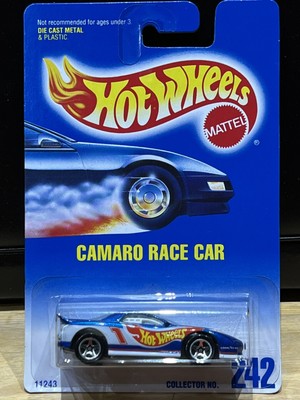 Not recommended for ages under 3.
DIE CAST METAL
& PLASTIC
Hot Wheels
MATTEL
®
CAMARO RACE CAR
1 Hot Wheels
11243
COLLECTOR NO. 242